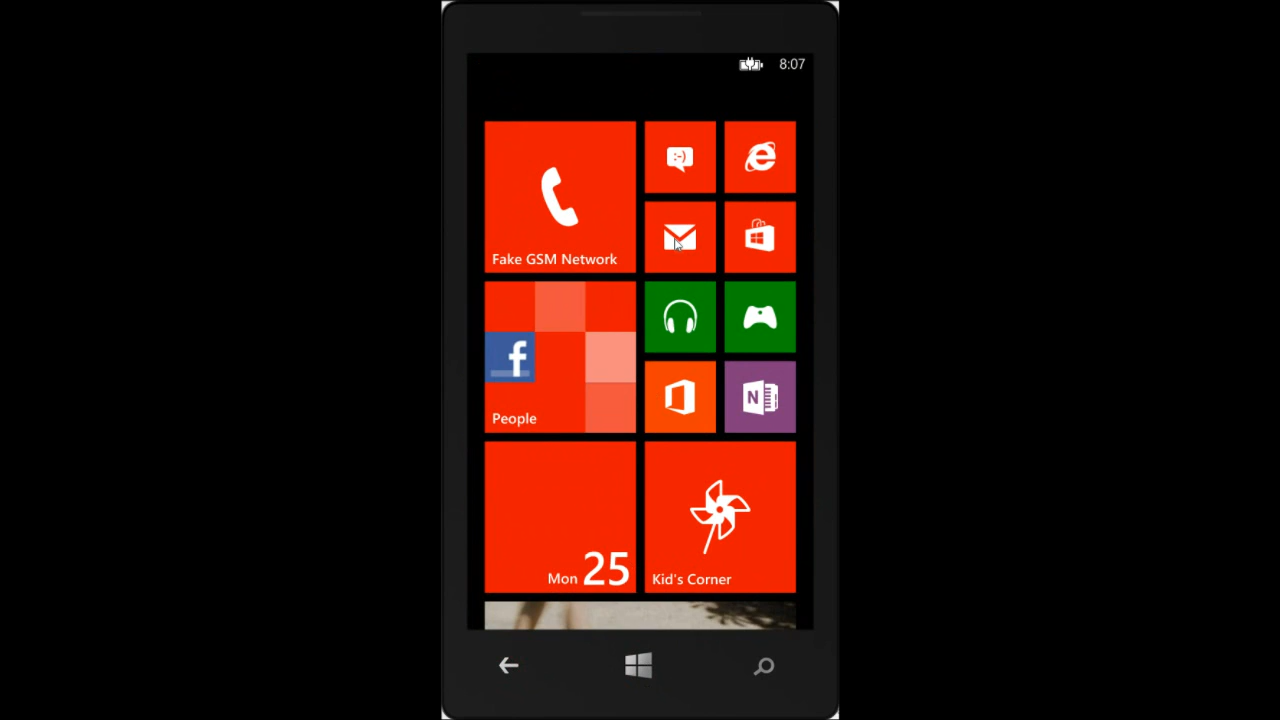 8:07
:-)
Fake GSM Network
f
People
N
Mon 25
Kid's Corner